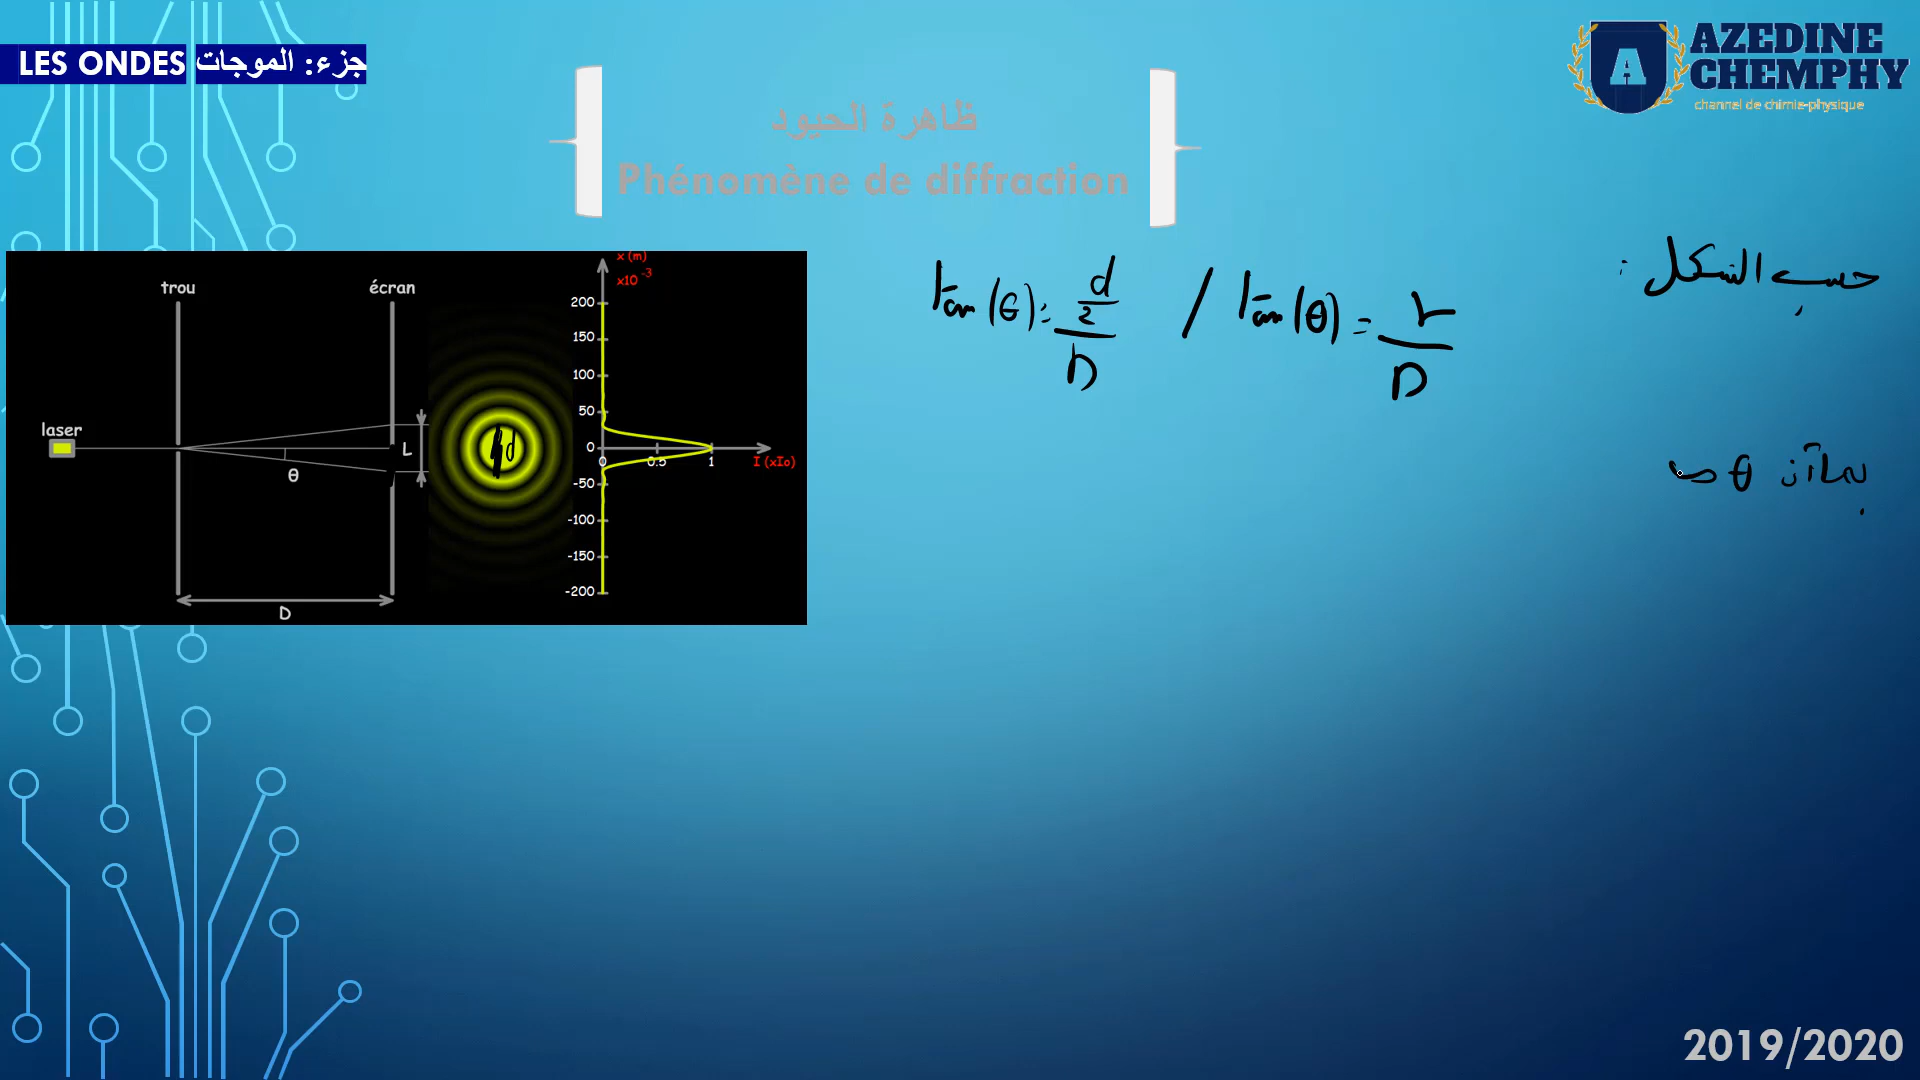 LES ONDES جزء: الموجات
AZEDINE
CHEMPHY
channel de chimie-physique
A
ظاهرة الحيود
Phénomène de diffraction
حسب الشكل :
tan(θ) = d/2 / D / tan(θ) = r / D
بما أن θ
trou
écran
laser
θ
L
D
d
x (m)
x10 -3
200
150
100
50
0
-50
-100
-150
-200
0 0.5 1 I (xIo)
2019/2020